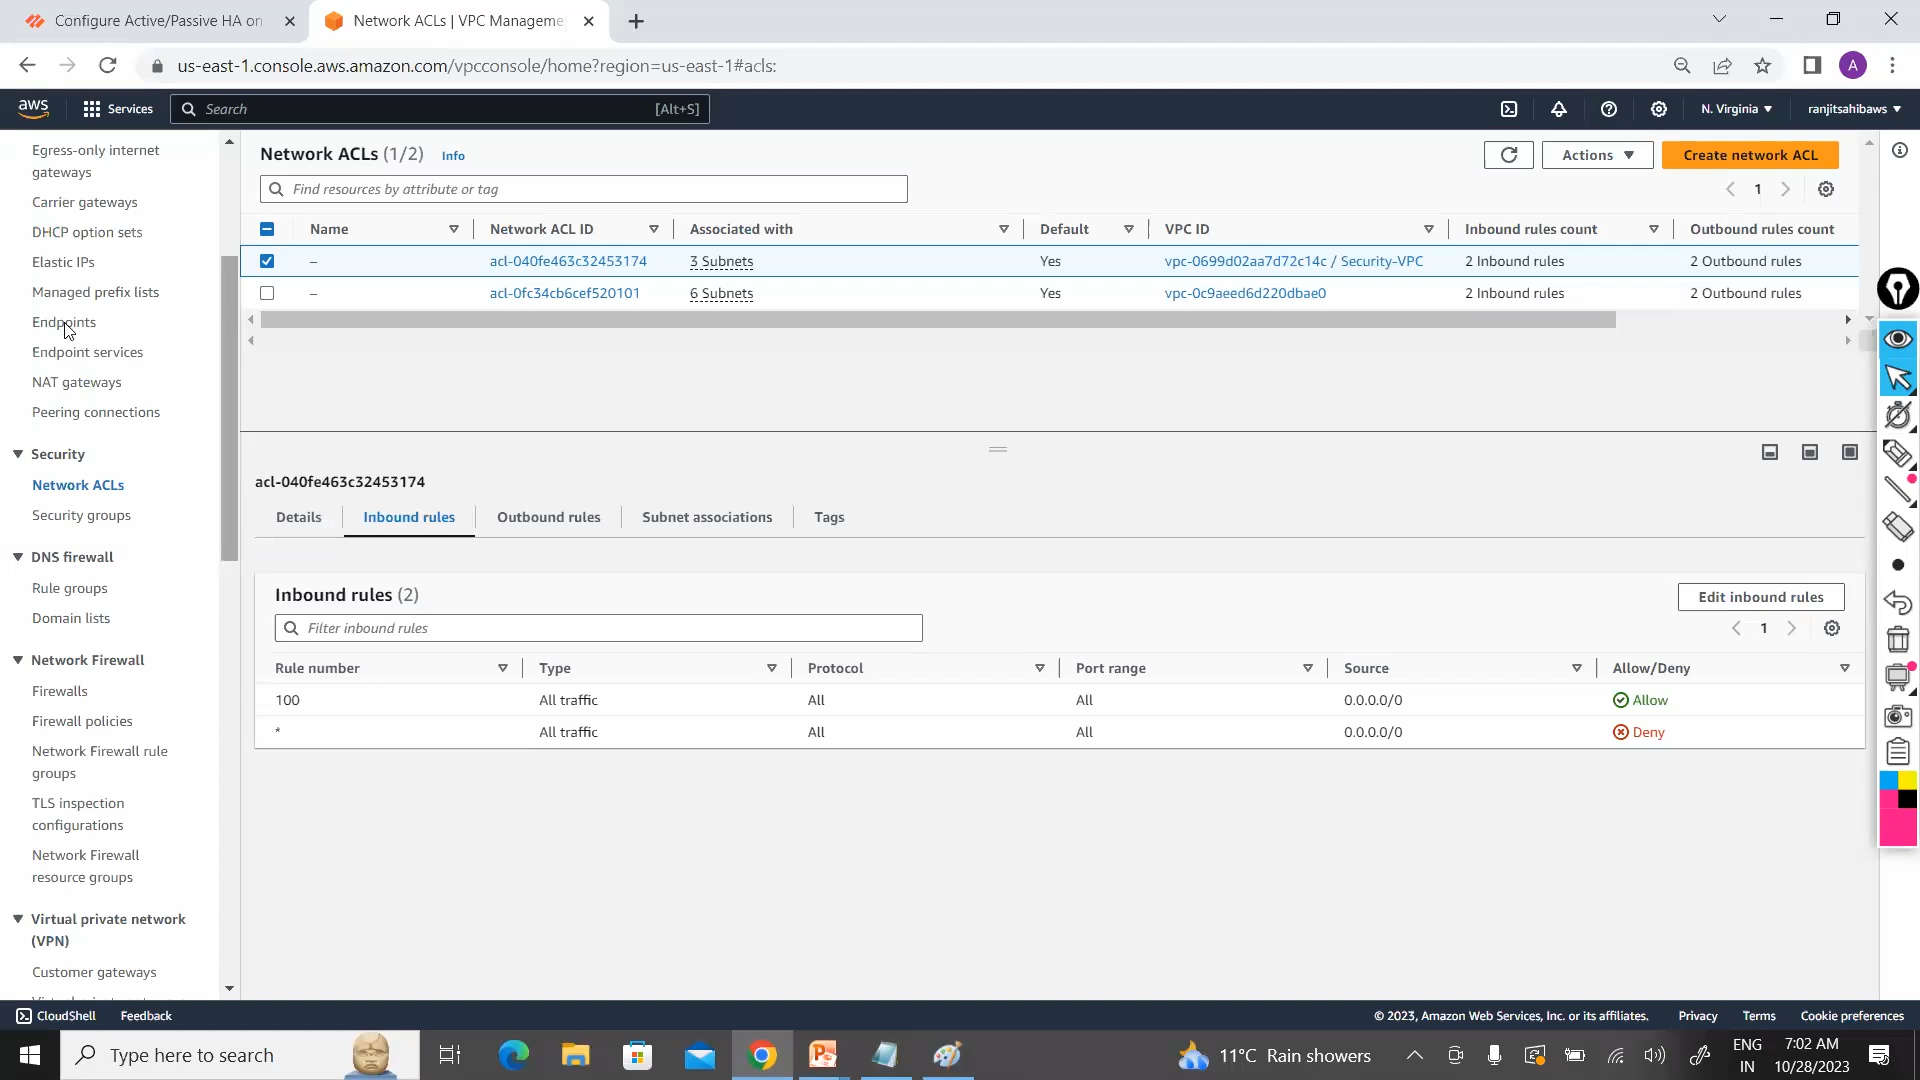 Configure Active/Passive HA on
Network ACLs | VPC Manageme
us-east-1.console.aws.amazon.com/vpcconsole/home?region=us-east-1#acls:
A
aws
Services
Search
[Alt+S]
N. Virginia
ranjitsahibaws
Egress-only internet
gateways
Carrier gateways
DHCP option sets
Elastic IPs
Managed prefix lists
Endpoints
Endpoint services
NAT gateways
Peering connections
Security
Network ACLs
Security groups
DNS firewall
Rule groups
Domain lists
Network Firewall
Firewalls
Firewall policies
Network Firewall rule
groups
TLS inspection
configurations
Network Firewall
resource groups
Virtual private network
(VPN)
Customer gateways
Network ACLs (1/2) Info
Actions
Create network ACL
Find resources by attribute or tag
1
Name Network ACL ID Associated with Default VPC ID Inbound rules count Outbound rules count
– acl-040fe463c32453174 3 Subnets Yes vpc-0699d02aa7d72c14c / Security-VPC 2 Inbound rules 2 Outbound rules
– acl-0fc34cb6cef520101 6 Subnets Yes vpc-0c9aeed6d220dbae0 2 Inbound rules 2 Outbound rules
acl-040fe463c32453174
Details Inbound rules Outbound rules Subnet associations Tags
Inbound rules (2)
Edit inbound rules
Filter inbound rules
1
Rule number Type Protocol Port range Source Allow/Deny
100 All traffic All All 0.0.0.0/0 Allow
* All traffic All All 0.0.0.0/0 Deny
CloudShell Feedback
© 2023, Amazon Web Services, Inc. or its affiliates. Privacy Terms Cookie preferences
Type here to search
11°C Rain showers
ENG
IN
7:02 AM
10/28/2023